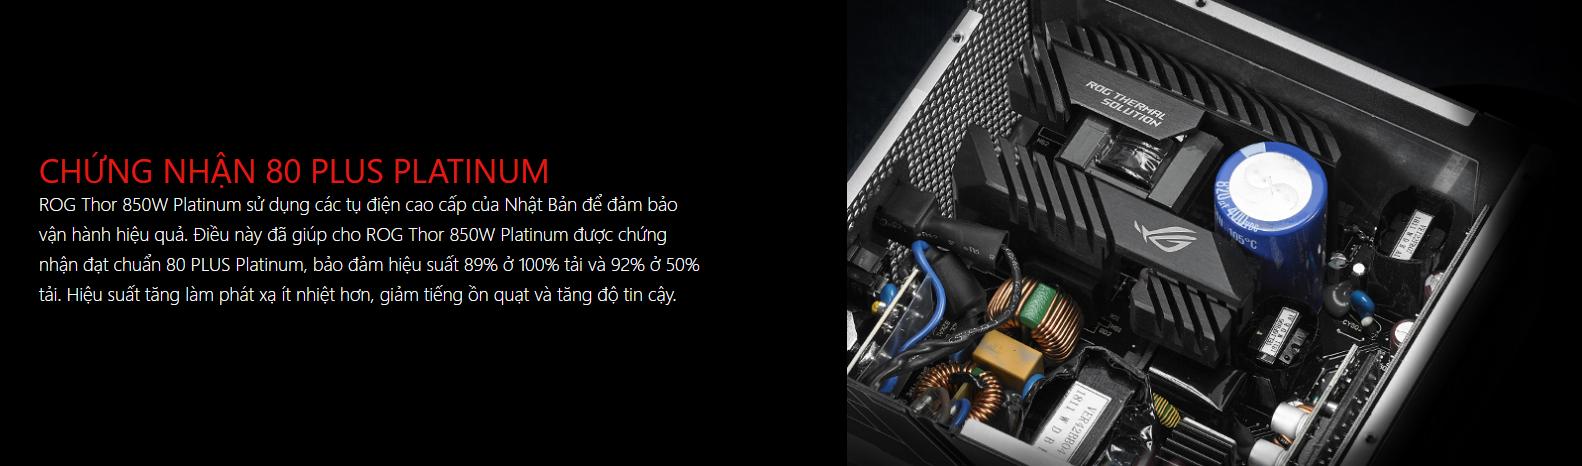 CHỨNG NHẬN 80 PLUS PLATINUM
ROG Thor 850W Platinum sử dụng các tụ điện cao cấp của Nhật Bản để đảm bảo
vận hành hiệu quả. Điều này đã giúp cho ROG Thor 850W Platinum được chứng
nhận đạt chuẩn 80 PLUS Platinum, bảo đảm hiệu suất 89% ở 100% tải và 92% ở 50%
tải. Hiệu suất tăng làm phát xạ ít nhiệt hơn, giảm tiếng ồn quạt và tăng độ tin cậy.
ROG THERMAL
SOLUTION
105°C
1811 W D R